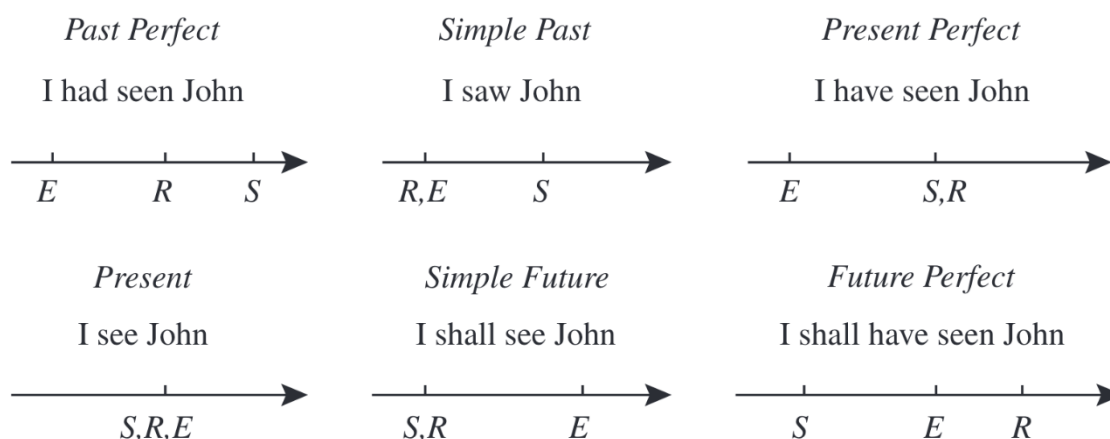 Past Perfect
Simple Past
Present Perfect
I had seen John
I saw John
I have seen John
E R S
R,E S
E S,R
Present
Simple Future
Future Perfect
I see John
I shall see John
I shall have seen John
S,R,E
S,R E
S E R